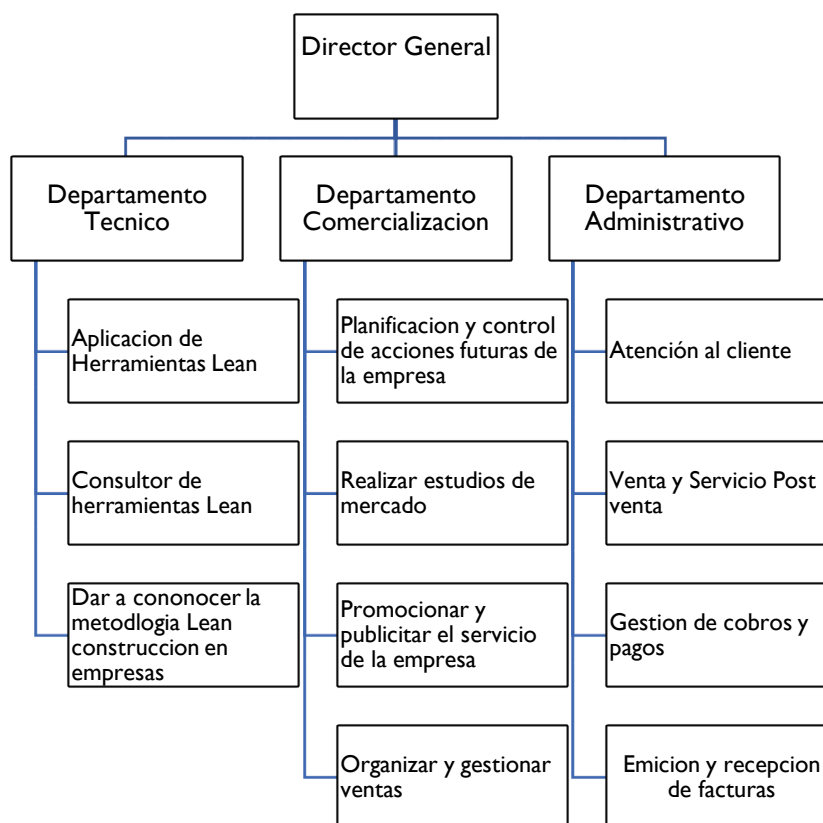 Director General
Departamento
Tecnico
Departamento
Comercializacion
Departamento
Administrativo
Aplicacion de
Herramientas Lean
Consultor de
herramientas Lean
Dar a cononocer la
metodlogia Lean
construccion en
empresas
Planificacion y control
de acciones futuras de
la empresa
Realizar estudios de
mercado
Promocionar y
publicitar el servicio
de la empresa
Organizar y gestionar
ventas
Atención al cliente
Venta y Servicio Post
venta
Gestion de cobros y
pagos
Emicion y recepcion
de facturas